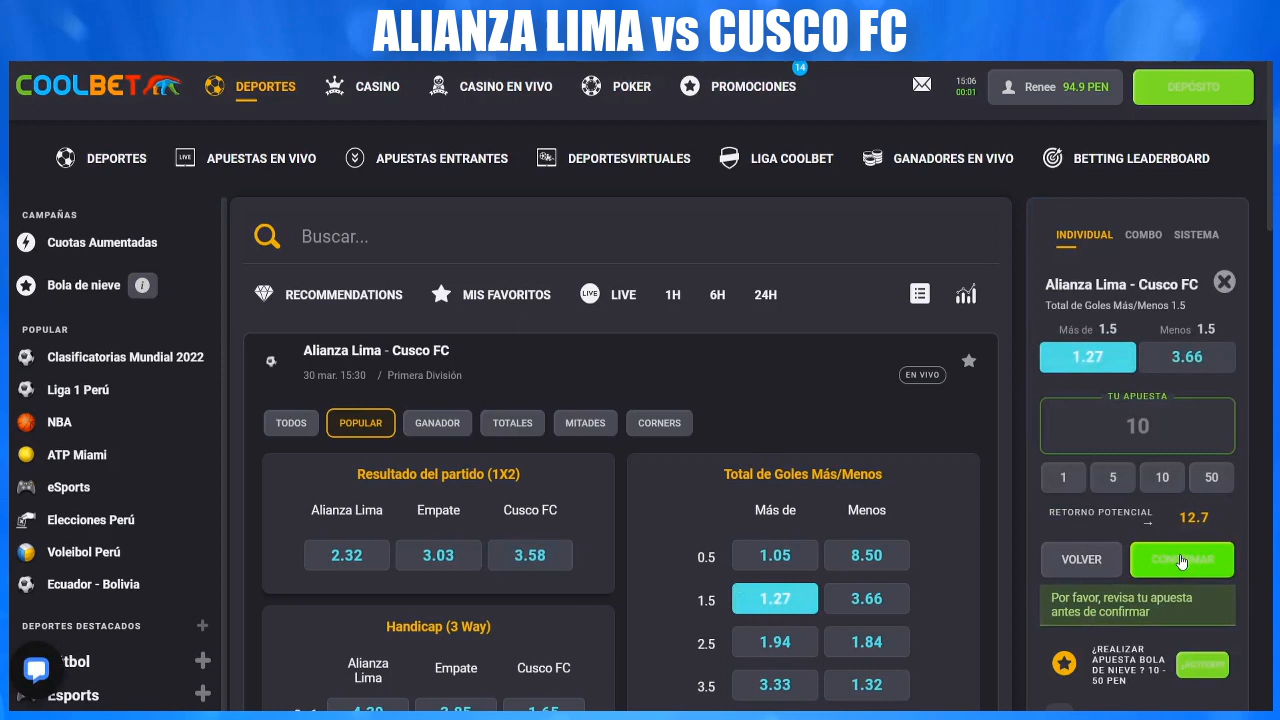 ALIANZA LIMA vs CUSCO FC
COOLBET
DEPORTES
CASINO
CASINO EN VIVO
POKER
PROMOCIONES
14
15:06
00:01
Renee 94.9 PEN
DEPÓSITO
DEPORTES
LIVE
APUESTAS EN VIVO
APUESTAS ENTRANTES
DEPORTESVIRTUALES
LIGA COOLBET
GANADORES EN VIVO
BETTING LEADERBOARD
CAMPAÑAS
Cuotas Aumentadas
Bola de nieve
POPULAR
Clasificatorias Mundial 2022
Liga 1 Perú
NBA
ATP Miami
eSports
Elecciones Perú
Voleibol Perú
Ecuador - Bolivia
DEPORTES DESTACADOS
Esports
Buscar...
RECOMMENDATIONS
MIS FAVORITOS
LIVE
LIVE
1H
6H
24H
Alianza Lima - Cusco FC
30 mar. 15:30 / Primera División
EN VIVO
TODOS
POPULAR
GANADOR
TOTALES
MITADES
CORNERS
Resultado del partido (1X2)
Alianza Lima Empate Cusco FC
2.32 3.03 3.58
Handicap (3 Way)
Alianza
Lima
Empate Cusco FC
Total de Goles Más/Menos
Más de Menos
0.5 1.05 8.50
1.5 1.27 3.66
2.5 1.94 1.84
3.5 3.33 1.32
INDIVIDUAL COMBO SISTEMA
Alianza Lima - Cusco FC
Total de Goles Más/Menos 1.5
Más de 1.5 Menos 1.5
1.27 3.66
TU APUESTA
10
1 5 10 50
RETORNO POTENCIAL
→
12.7
VOLVER
Por favor, revisa tu apuesta
antes de confirmar
¿REALIZAR
APUESTA BOLA
DE NIEVE ? 10 -
50 PEN